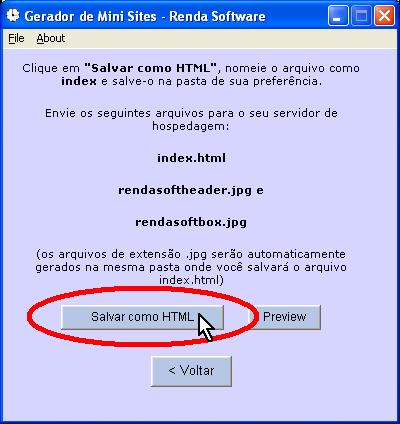 Gerador de Mini Sites - Renda Software
File About
Clique em "Salvar como HTML", nomeie o arquivo como
index e salve-o na pasta de sua preferência.
Envie os seguintes arquivos para o seu servidor de
hospedagem:
index.html
rendasoftheader.jpg e
rendasoftbox.jpg
(os arquivos de extensão .jpg serão automaticamente
gerados na mesma pasta onde você salvará o arquivo
index.html)
Salvar como HTML Preview
< Voltar